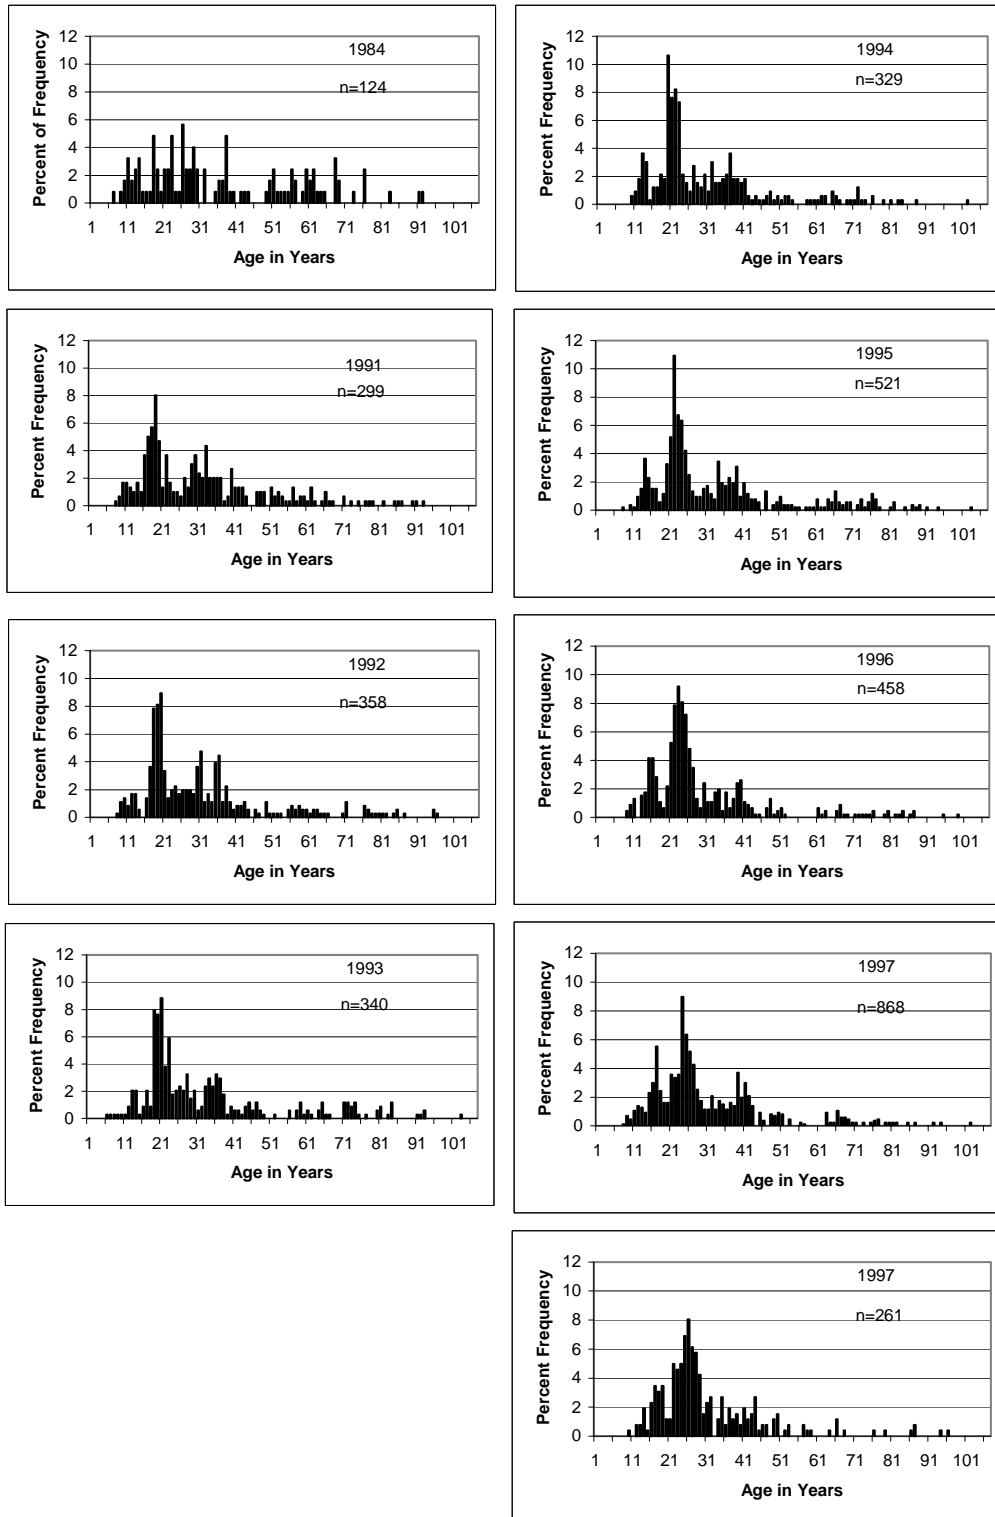 12
10
8
6
4
2
0
Percent of Frequency
1984
n=124
1 11 21 31 41 51 61 71 81 91 101
Age in Years
12
10
8
6
4
2
0
Percent Frequency
1991
n=299
1 11 21 31 41 51 61 71 81 91 101
Age in Years
12
10
8
6
4
2
0
Percent Frequency
1992
n=358
1 11 21 31 41 51 61 71 81 91 101
Age in Years
12
10
8
6
4
2
0
Percent Frequency
1993
n=340
1 11 21 31 41 51 61 71 81 91 101
Age in Years
12
10
8
6
4
2
0
Percent Frequency
1994
n=329
1 11 21 31 41 51 61 71 81 91 101
Age in Years
12
10
8
6
4
2
0
Percent Frequency
1995
n=521
1 11 21 31 41 51 61 71 81 91 101
Age in Years
12
10
8
6
4
2
0
Percent Frequency
1996
n=458
1 11 21 31 41 51 61 71 81 91 101
Age in Years
12
10
8
6
4
2
0
Percent Frequency
1997
n=868
1 11 21 31 41 51 61 71 81 91 101
Age in Years
12
10
8
6
4
2
0
Percent Frequency
1997
n=261
1 11 21 31 41 51 61 71 81 91 101
Age in Years